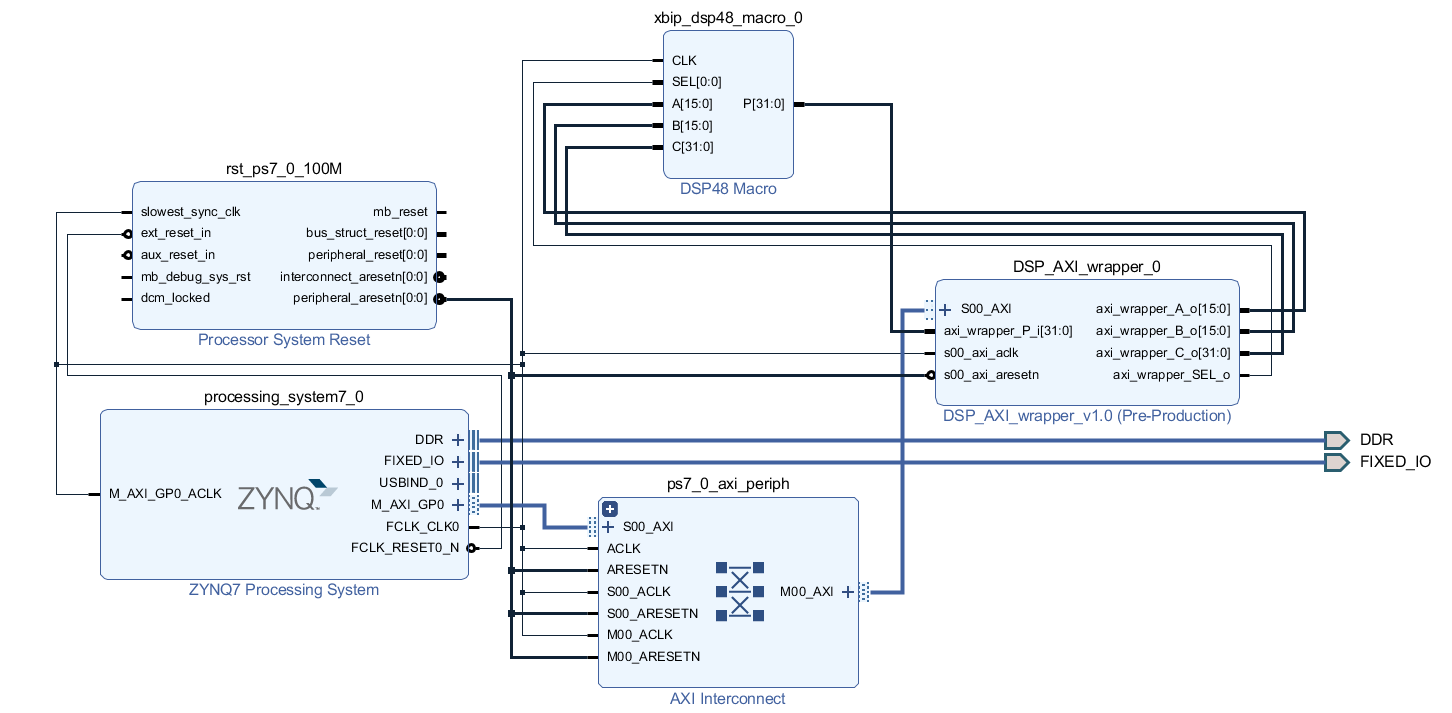 xbip_dsp48_macro_0
CLK
SEL[0:0]
A[15:0]
P[31:0]
B[15:0]
C[31:0]
DSP48 Macro
rst_ps7_0_100M
slowest_sync_clk
mb_reset
ext_reset_in
bus_struct_reset[0:0]
aux_reset_in
peripheral_reset[0:0]
mb_debug_sys_rst
interconnect_aresetn[0:0]
dcm_locked
peripheral_aresetn[0:0]
Processor System Reset
DSP_AXI_wrapper_0
S00_AXI
axi_wrapper_A_o[15:0]
axi_wrapper_P_i[31:0]
axi_wrapper_B_o[15:0]
s00_axi_aclk
axi_wrapper_C_o[31:0]
s00_axi_aresetn
axi_wrapper_SEL_o
DSP_AXI_wrapper_v1.0 (Pre-Production)
processing_system7_0
DDR
FIXED_IO
USBIND_0
M_AXI_GP0_ACLK
ZYNQ
M_AXI_GP0
FCLK_CLK0
FCLK_RESET0_N
ZYNQ7 Processing System
DDR
FIXED_IO
ps7_0_axi_periph
S00_AXI
ACLK
ARESETN
S00_ACLK
M00_AXI
S00_ARESETN
M00_ACLK
M00_ARESETN
AXI Interconnect